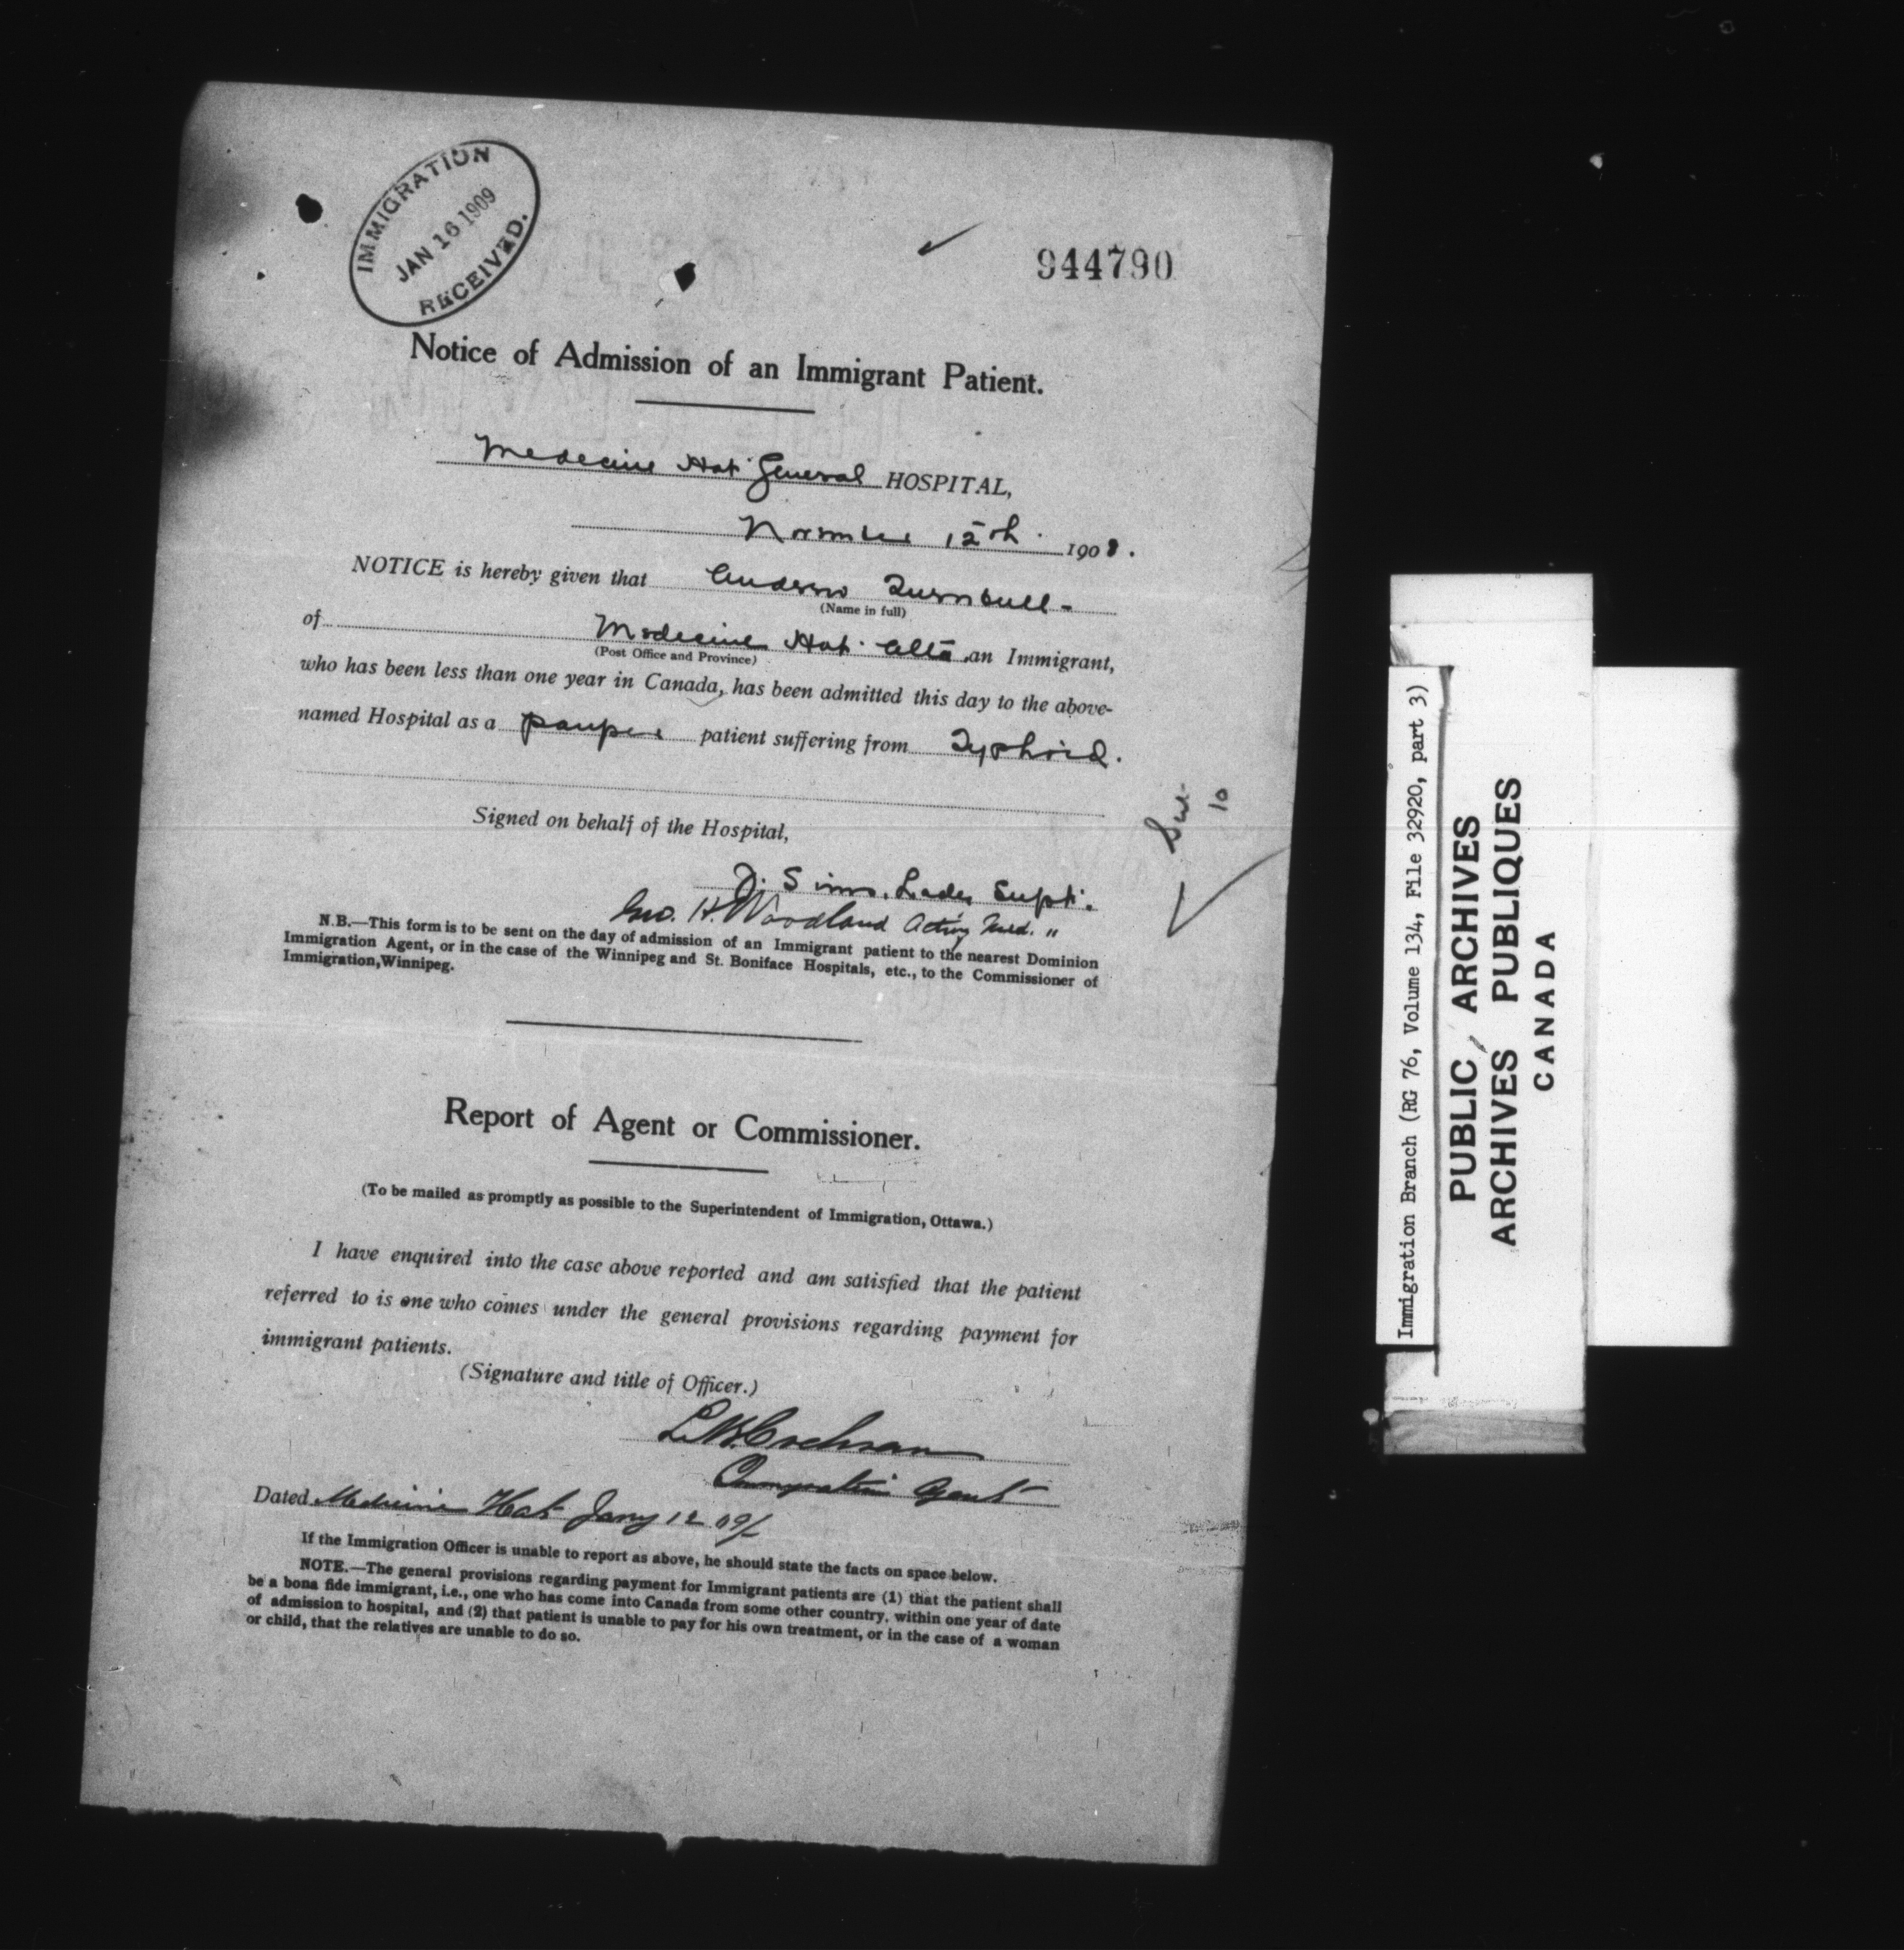 IMMIGRATION
JAN 16 1909
RECEIVED.
944790
Notice of Admission of an Immigrant Patient.
Medecine Hat General HOSPITAL,
November 12th 1908.
NOTICE is hereby given that Andrew Turnbull -
(Name in full)
of Medecine Hat Alta an Immigrant,
(Post Office and Province)
who has been less than one year in Canada, has been admitted this day to the above-
named Hospital as a pauper patient suffering from Typhoid.
Signed on behalf of the Hospital,
D. Sims. Lady Supt.
Geo. H. Woodland Acting Med. "
10
N.B.—This form is to be sent on the day of admission of an Immigrant patient to the nearest Dominion
Immigration Agent, or in the case of the Winnipeg and St. Boniface Hospitals, etc., to the Commissioner of
Immigration, Winnipeg.
Report of Agent or Commissioner.
(To be mailed as promptly as possible to the Superintendent of Immigration, Ottawa.)
I have enquired into the case above reported and am satisfied that the patient
referred to is one who comes under the general provisions regarding payment for
immigrant patients.
(Signature and title of Officer.)
Cochran
Immigration Agent
Dated Medicine Hat Jany 12 09/-
If the Immigration Officer is unable to report as above, he should state the facts on space below.
NOTE.—The general provisions regarding payment for Immigrant patients are (1) that the patient shall
be a bona fide immigrant, i.e., one who has come into Canada from some other country, within one year of date
of admission to hospital, and (2) that patient is unable to pay for his own treatment, or in the case of a woman
or child, that the relatives are unable to do so.
Immigration Branch (RG 76, Volume 134, File 32920, part 3)
PUBLIC ARCHIVES
ARCHIVES PUBLIQUES
CANADA